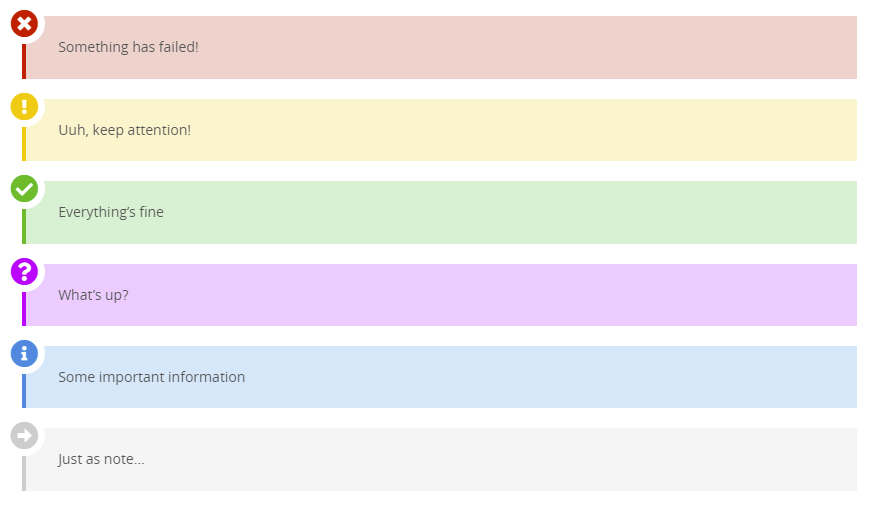 Something has failed!
Uuh, keep attention!
Everything’s fine
What’s up?
Some important information
Just as note...